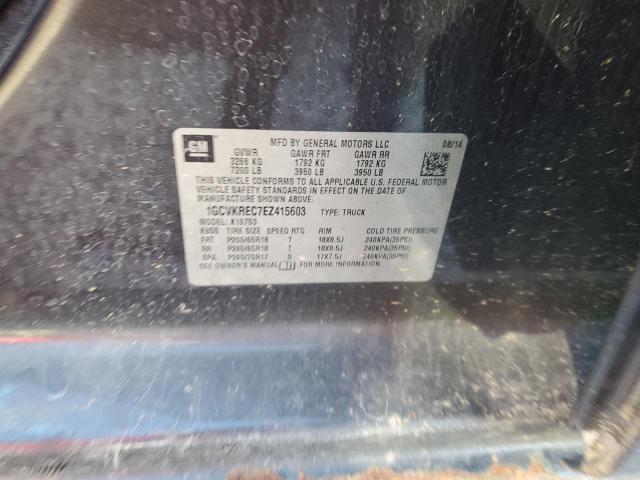 GM
MFD BY GENERAL MOTORS LLC 08/14
GVWR GAWR FRT GAWR RR
3266 KG 1792 KG 1792 KG
7200 LB 3950 LB 3950 LB
THIS VEHICLE CONFORMS TO ALL APPLICABLE U.S. FEDERAL MOTOR
VEHICLE SAFETY STANDARDS IN EFFECT ON THE DATE OF
MANUFACTURE SHOWN ABOVE.
1GCVKREC7EZ415603 TYPE: TRUCK
MODEL: K15753
TIRE SIZE SPEED RTG RIM COLD TIRE PRESSURE
FRT P265/65R18 T 18X8.5J 240KPA(35PSI)
RR P265/65R18 T 18X8.5J 240KPA(35PSI)
SPA P265/70R17 S 17X7.5J 240KPA(35PSI)
SEE OWNER'S MANUAL FOR MORE INFORMATION.